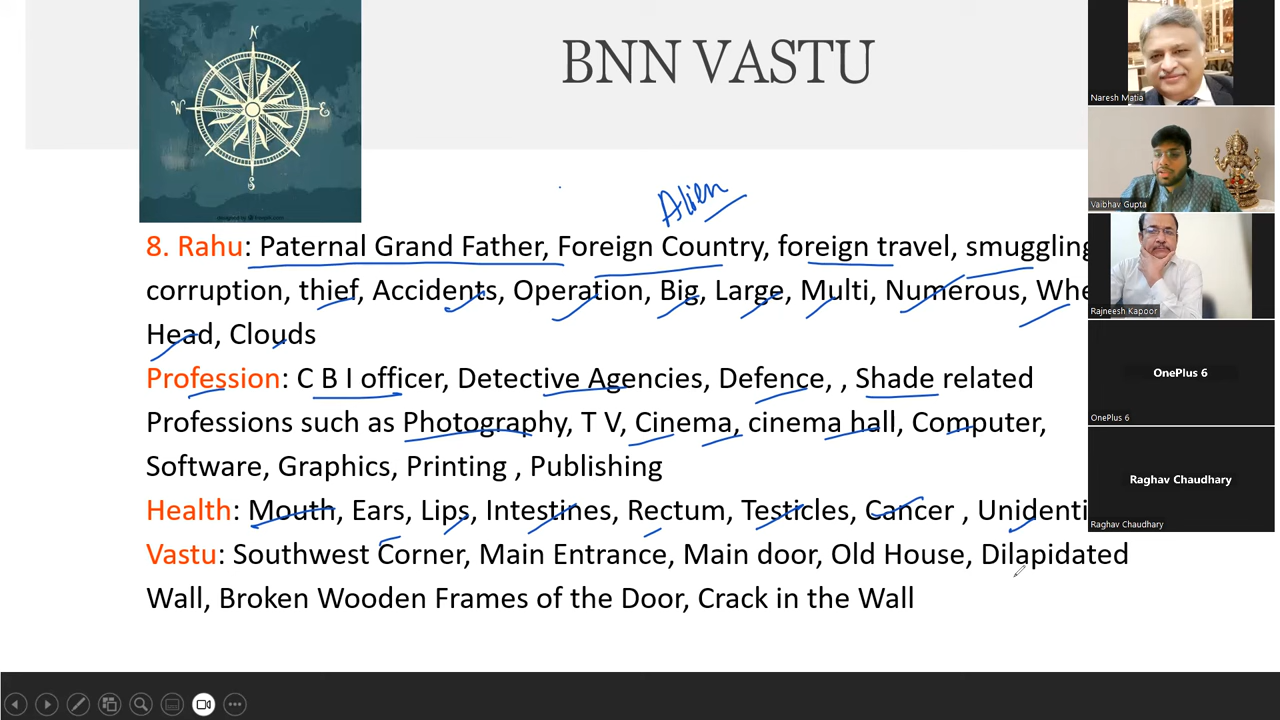 BNN VASTU
N
W
E
S
Alien
8. Rahu: Paternal Grand Father, Foreign Country, foreign travel, smuggling
corruption, thief, Accidents, Operation, Big, Large, Multi, Numerous,
Head, Clouds
Profession: C B I officer, Detective Agencies, Defence, , Shade related
Professions such as Photography, T V, Cinema, cinema hall, Computer,
Software, Graphics, Printing , Publishing
Health: Mouth, Ears, Lips, Intestines, Rectum, Testicles, Cancer ,
Vastu: Southwest Corner, Main Entrance, Main door, Old House, Dilapidated
Wall, Broken Wooden Frames of the Door, Crack in the Wall
Naresh Matia
Vaibhav Gupta
Rajneesh Kapoor
OnePlus 6
OnePlus 6
Raghav Chaudhary
Raghav Chaudhary